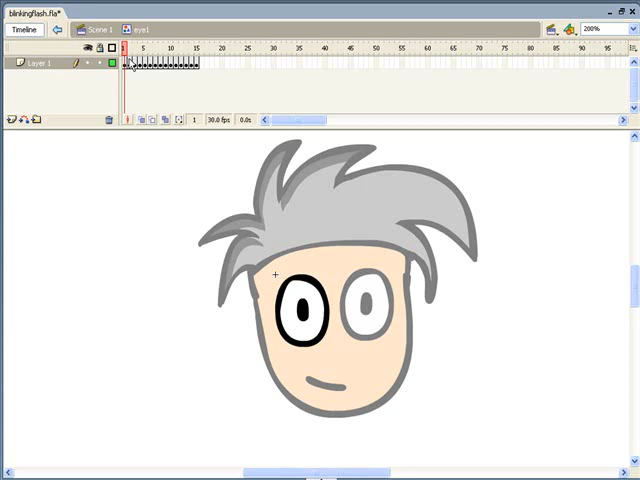 blinkingflash.fla*
Timeline Scene 1 eye1 200%
5 10 15 20 25 30 35 40 45 50 55 60 65 70 75 80 85 90 95
Layer 1
1 30.0 fps 0.0s